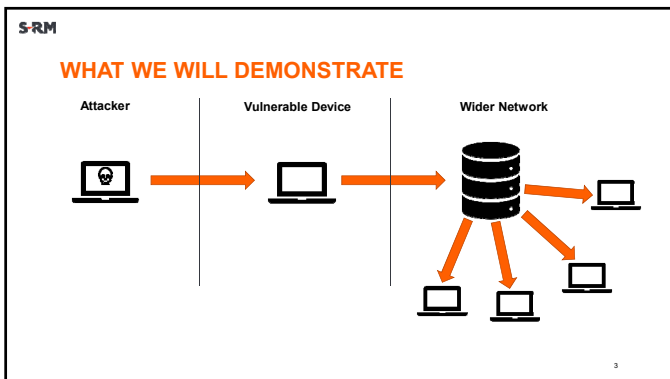 S-RM
WHAT WE WILL DEMONSTRATE
Attacker
Vulnerable Device
Wider Network
3